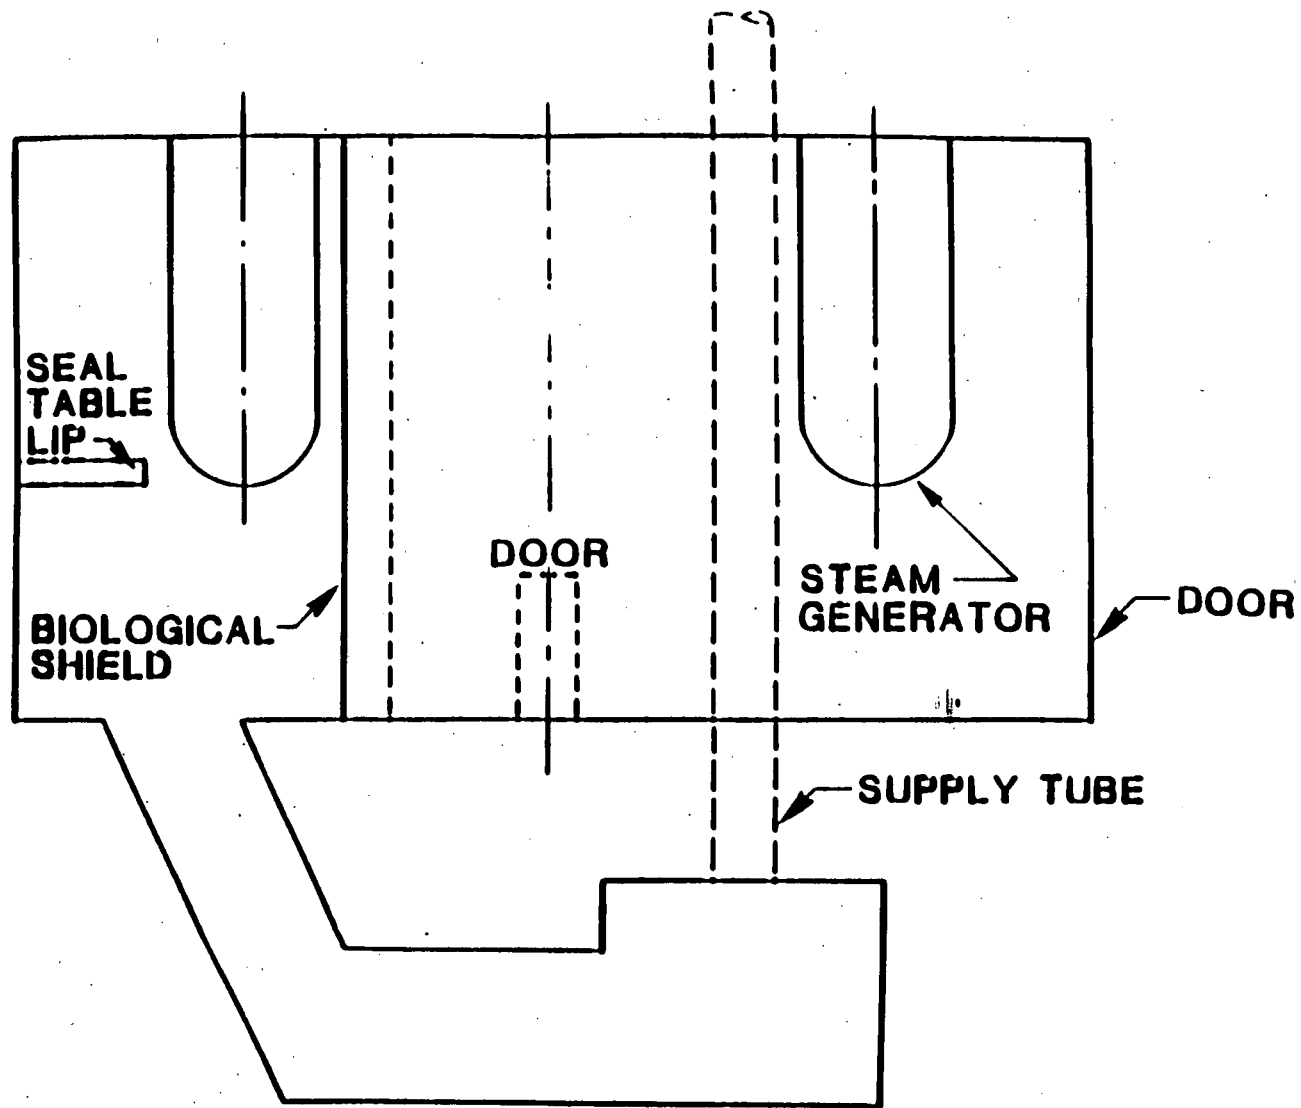 SEAL
TABLE
LIP
DOOR
STEAM
GENERATOR
DOOR
BIOLOGICAL
SHIELD
SUPPLY TUBE